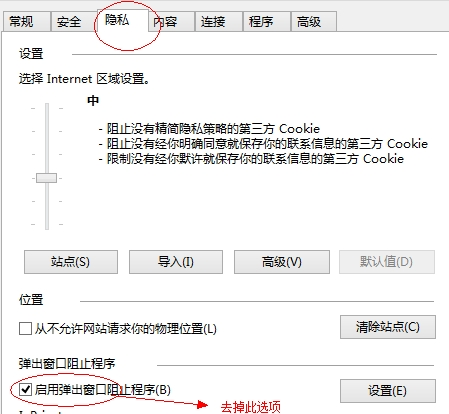 常规 安全 隐私 内容 连接 程序 高级
设置
选择 Internet 区域设置。
中
- 阻止没有精简隐私策略的第三方 Cookie
- 阻止没有经你明确同意就保存你的联系信息的第三方 Cookie
- 限制没有经你默许就保存你的联系信息的第三方 Cookie
站点(S) 导入(I) 高级(V) 默认值(D)
位置
从不允许网站请求你的物理位置(L) 清除站点(C)
弹出窗口阻止程序
启用弹出窗口阻止程序(B) 设置(E)
去掉此选项